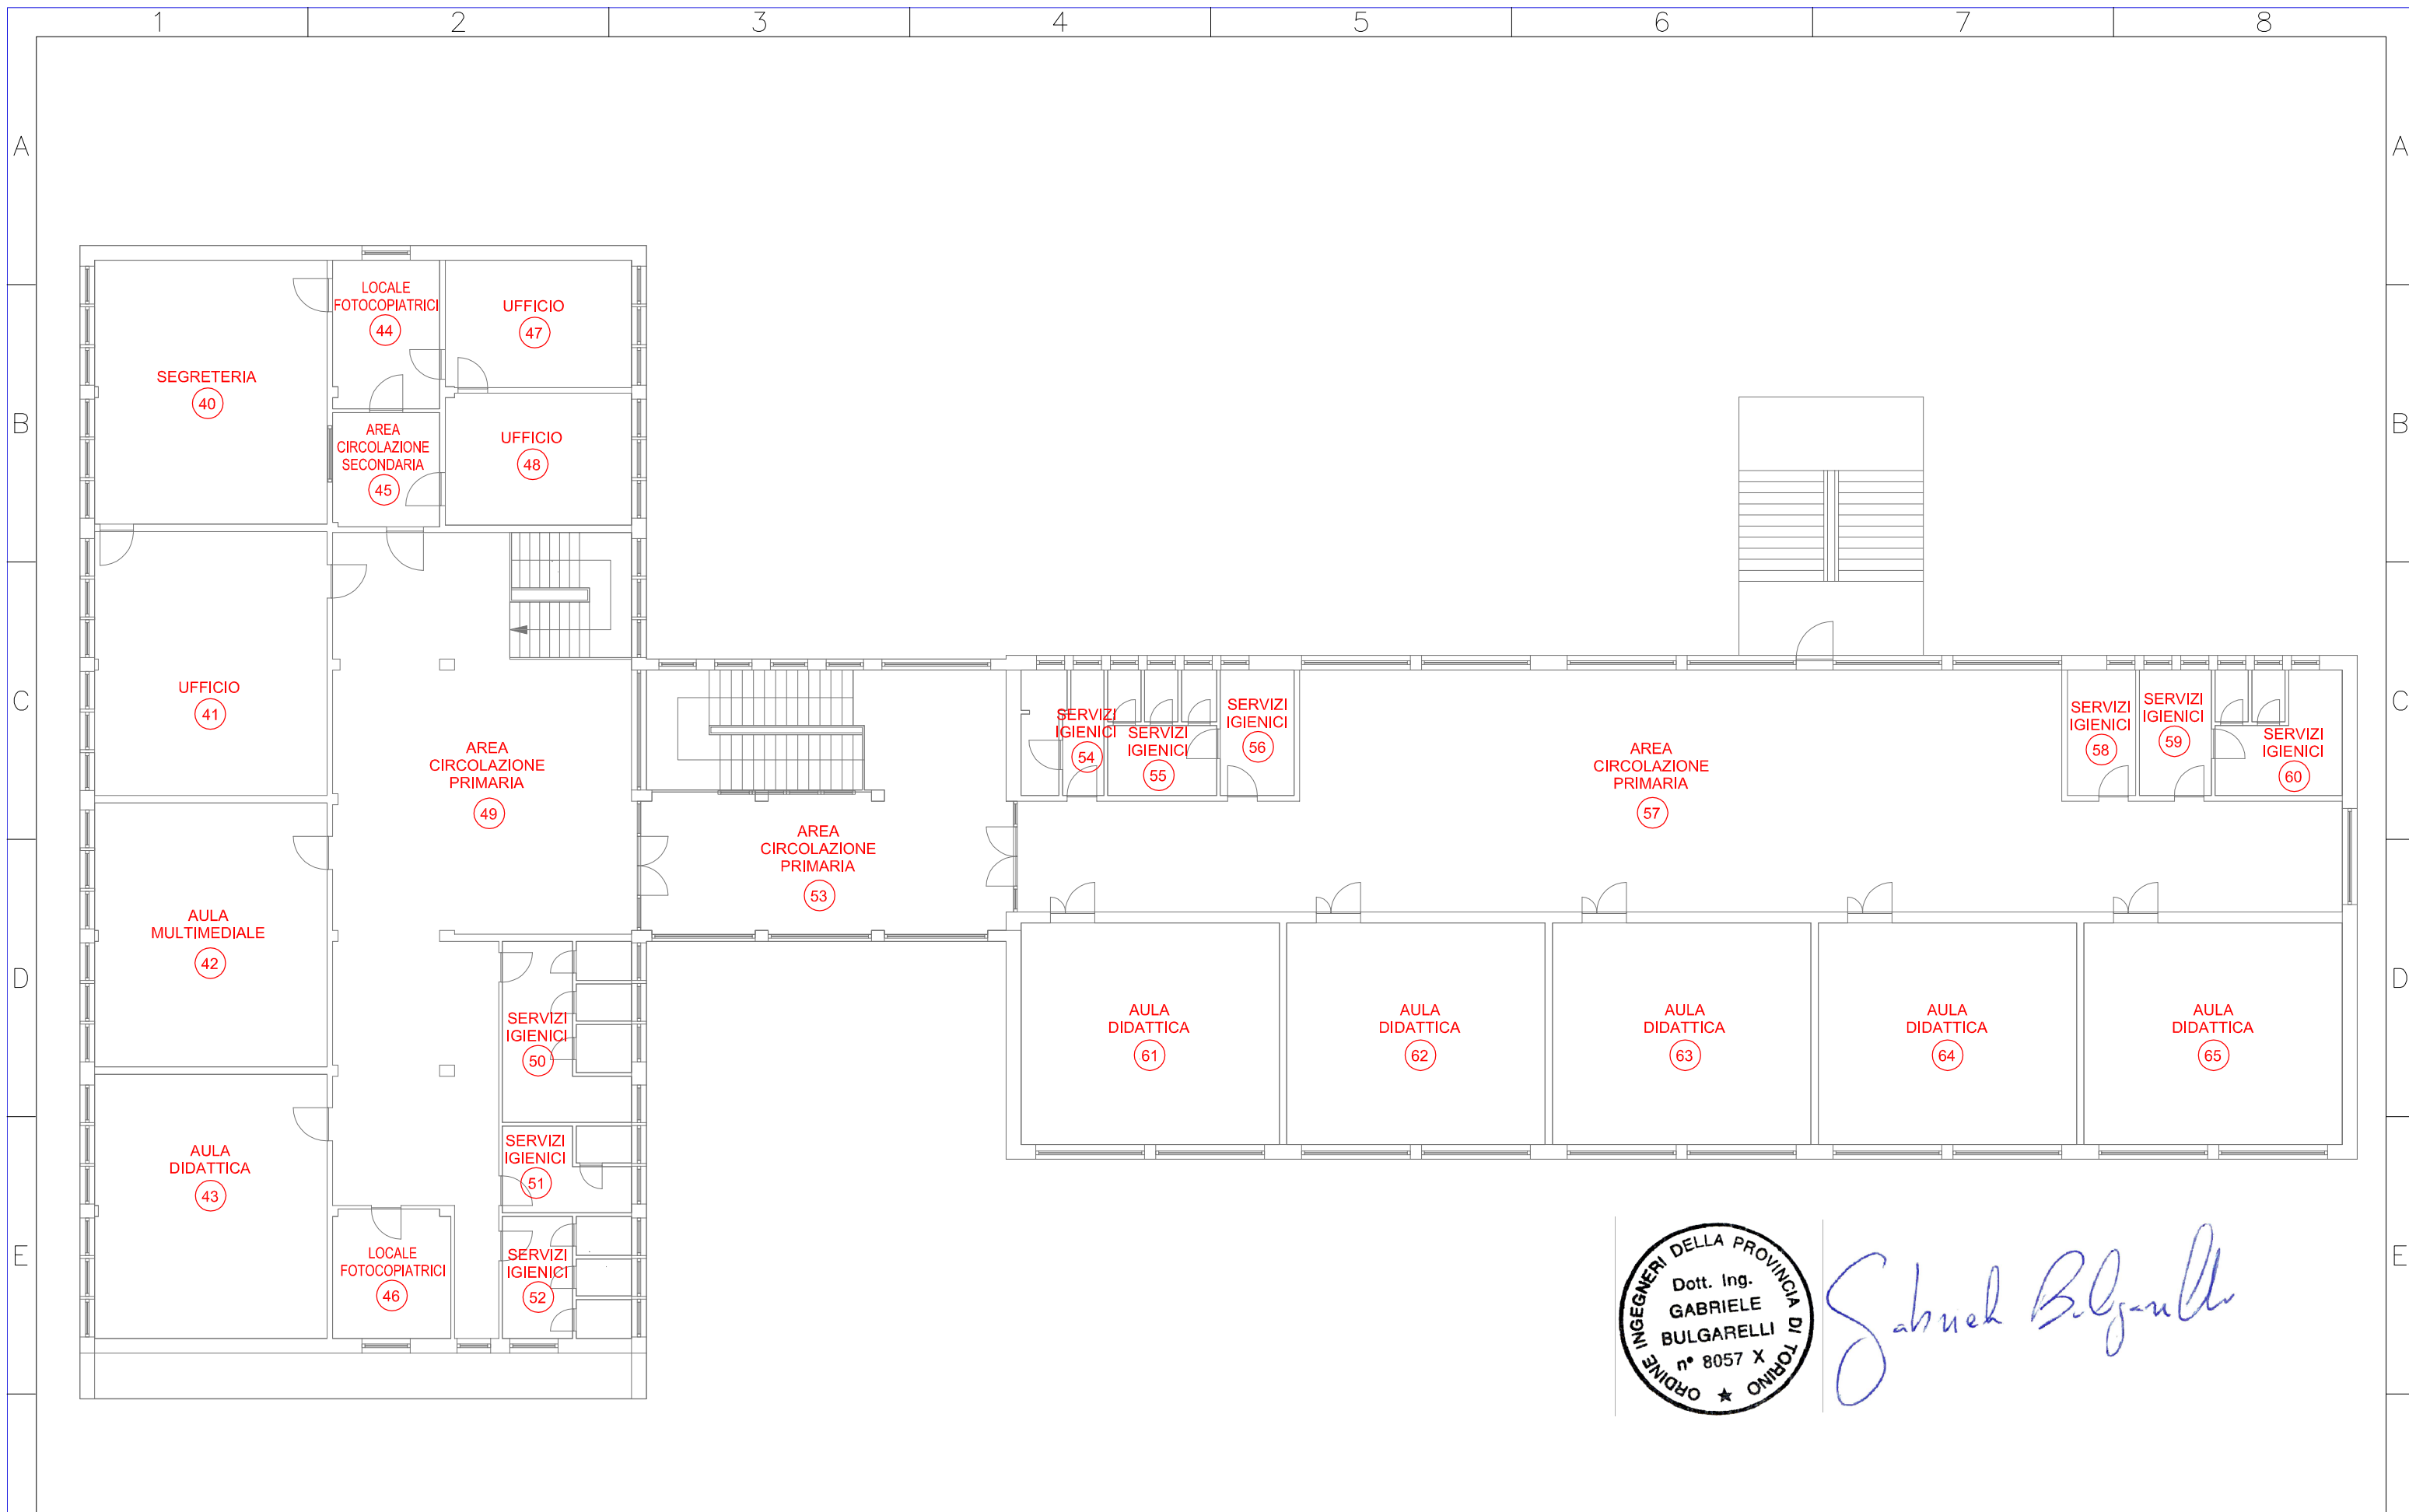 1 2 3 4 5 6 7 8
A A
LOCALE
FOTOCOPIATRICI
44
UFFICIO
47
SEGRETERIA
40
B B
AREA
CIRCOLAZIONE
SECONDARIA
45
UFFICIO
48
UFFICIO
41
C C
AREA
CIRCOLAZIONE
PRIMARIA
49
SERVIZI
IGIENICI
54
SERVIZI
IGIENICI
55
SERVIZI
IGIENICI
56
AREA
CIRCOLAZIONE
PRIMARIA
57
SERVIZI
IGIENICI
58
SERVIZI
IGIENICI
59
SERVIZI
IGIENICI
60
AREA
CIRCOLAZIONE
PRIMARIA
53
AULA
MULTIMEDIALE
42
D D
SERVIZI
IGIENICI
50
AULA
DIDATTICA
61
AULA
DIDATTICA
62
AULA
DIDATTICA
63
AULA
DIDATTICA
64
AULA
DIDATTICA
65
AULA
DIDATTICA
43
SERVIZI
IGIENICI
51
E E
LOCALE
FOTOCOPIATRICI
46
SERVIZI
IGIENICI
52
ORDINE INGEGNERI DELLA PROVINCIA DI TORINO
Dott. Ing.
GABRIELE
BULGARELLI
n° 8057 X
Gabriele Bulgarelli